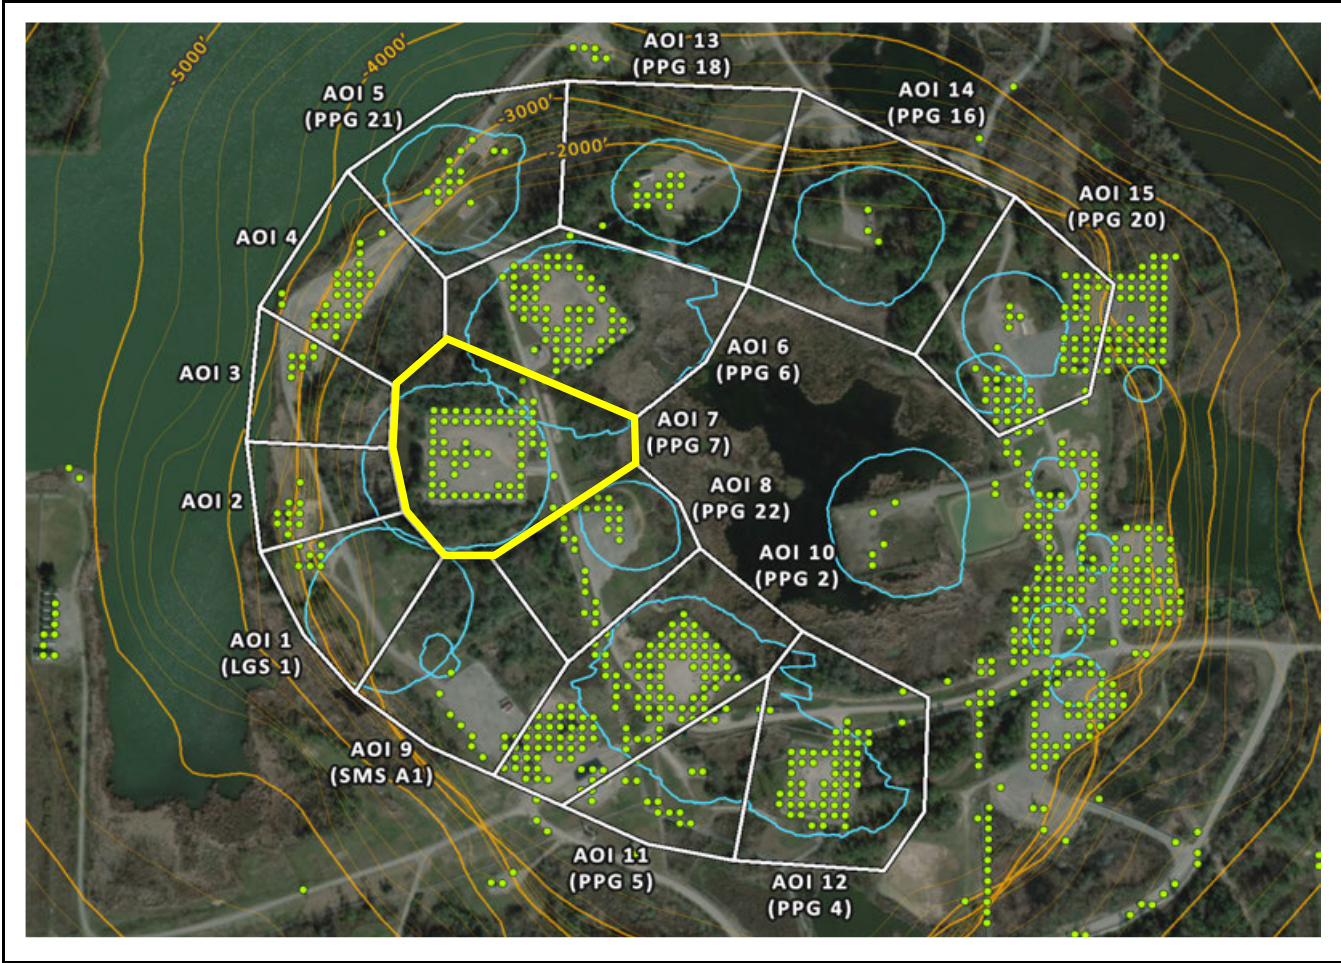 -5000'
-4000'
AOI 13
(PPG 18)
AOI 5
(PPG 21)
-3000'
-2000'
AOI 14
(PPG 16)
AOI 15
(PPG 20)
AOI 4
AOI 3
AOI 6
(PPG 6)
AOI 7
(PPG 7)
AOI 2
AOI 8
(PPG 22)
AOI 10
(PPG 2)
AOI 1
(LGS 1)
AOI 9
(SMS A1)
AOI 11
(PPG 5)
AOI 12
(PPG 4)